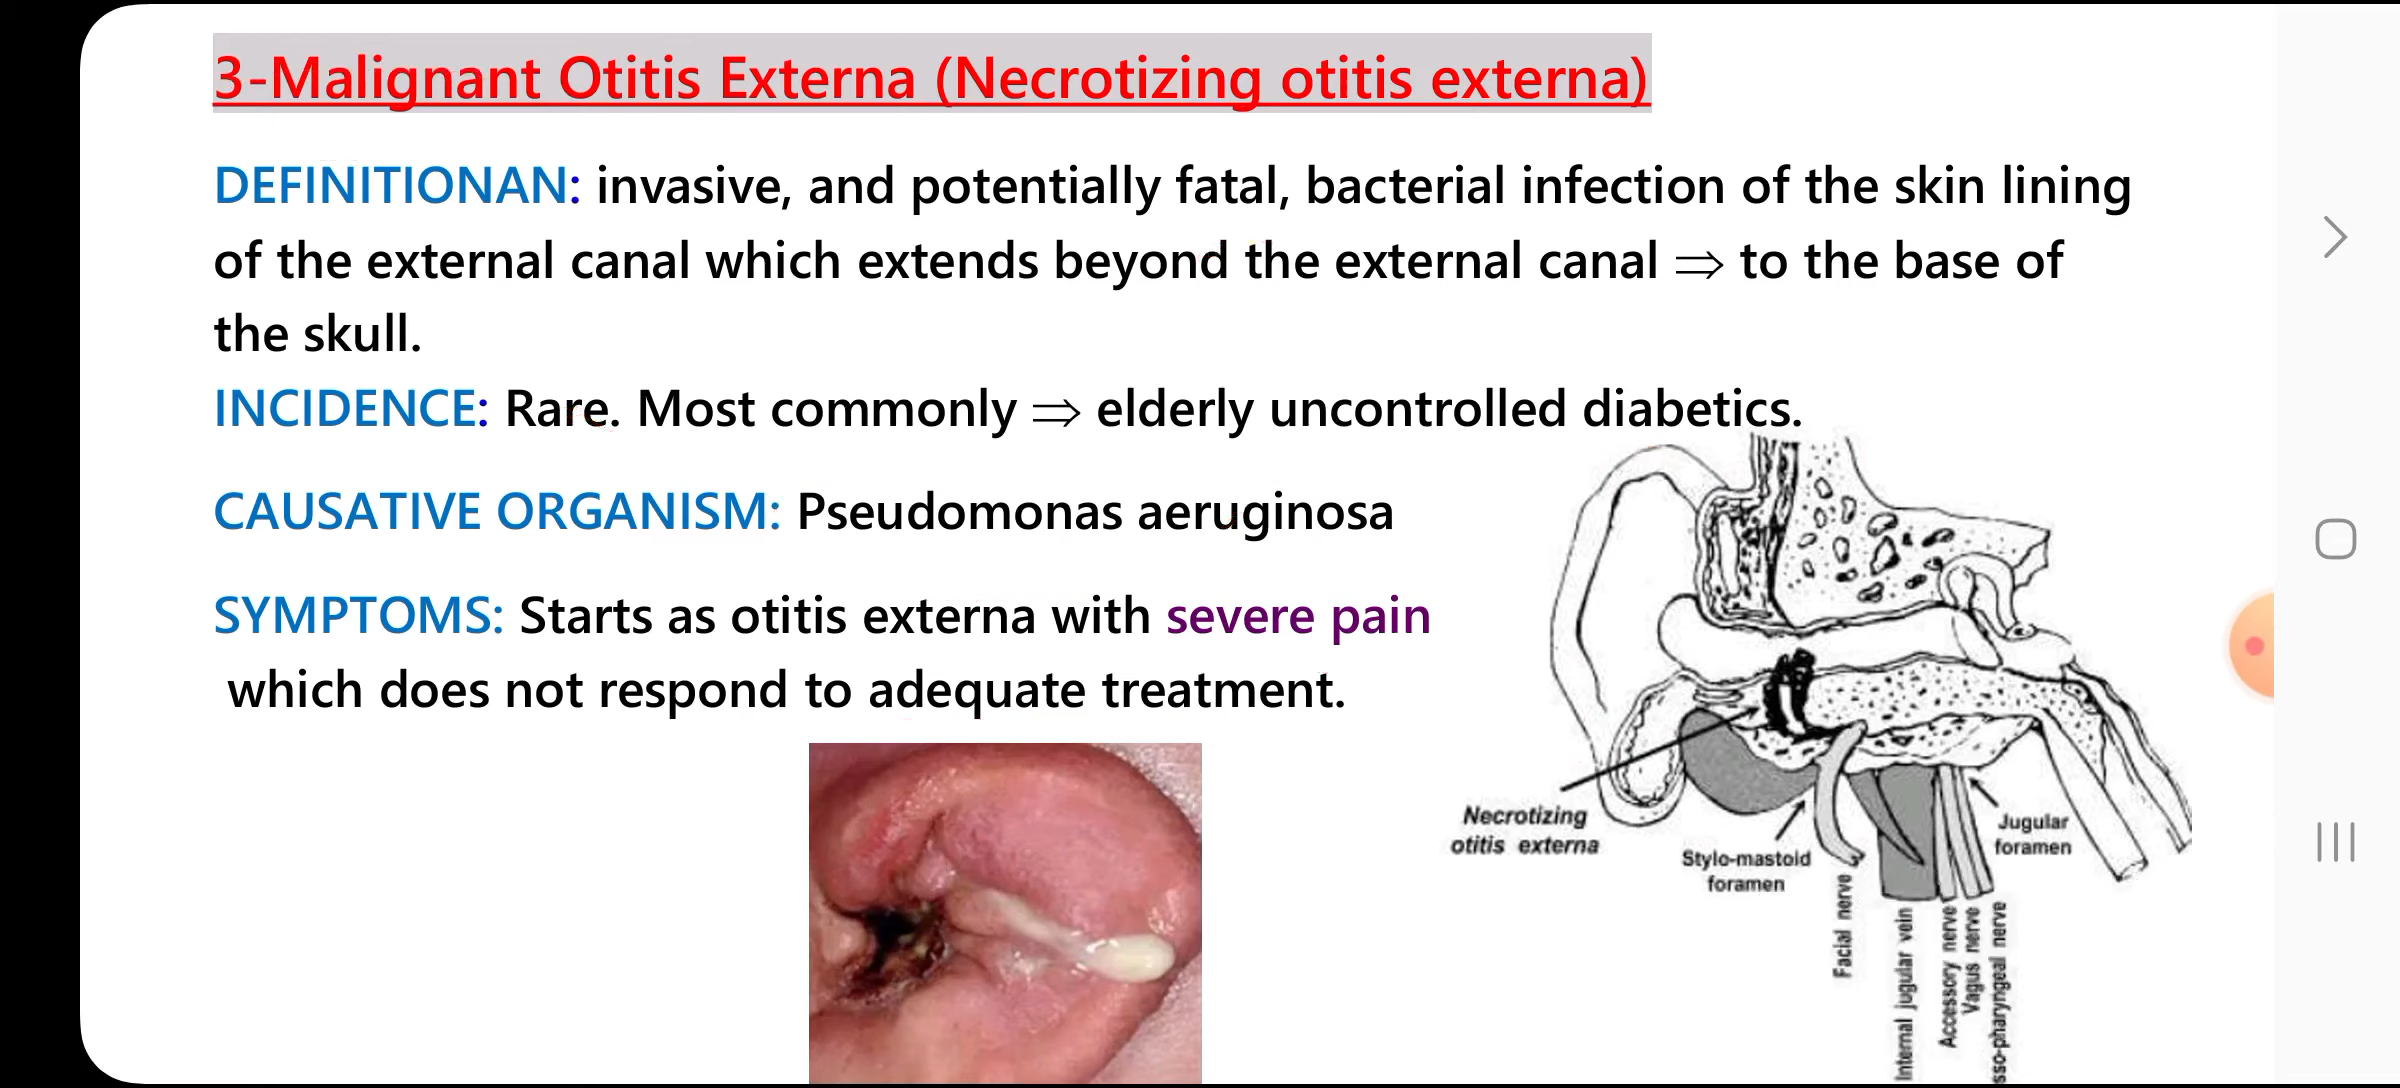 3-Malignant Otitis Externa (Necrotizing otitis externa)
DEFINITIONAN: invasive, and potentially fatal, bacterial infection of the skin lining
of the external canal which extends beyond the external canal ⇒ to the base of
the skull.
INCIDENCE: Rare. Most commonly ⇒ elderly uncontrolled diabetics.
CAUSATIVE ORGANISM: Pseudomonas aeruginosa
SYMPTOMS: Starts as otitis externa with severe pain
which does not respond to adequate treatment.
Necrotizing
otitis externa
Stylo-mastoid
foramen
Jugular
foramen
Facial nerve
Internal jugular vein
Accessory nerve
Vagus nerve
sso-pharyngeal nerve